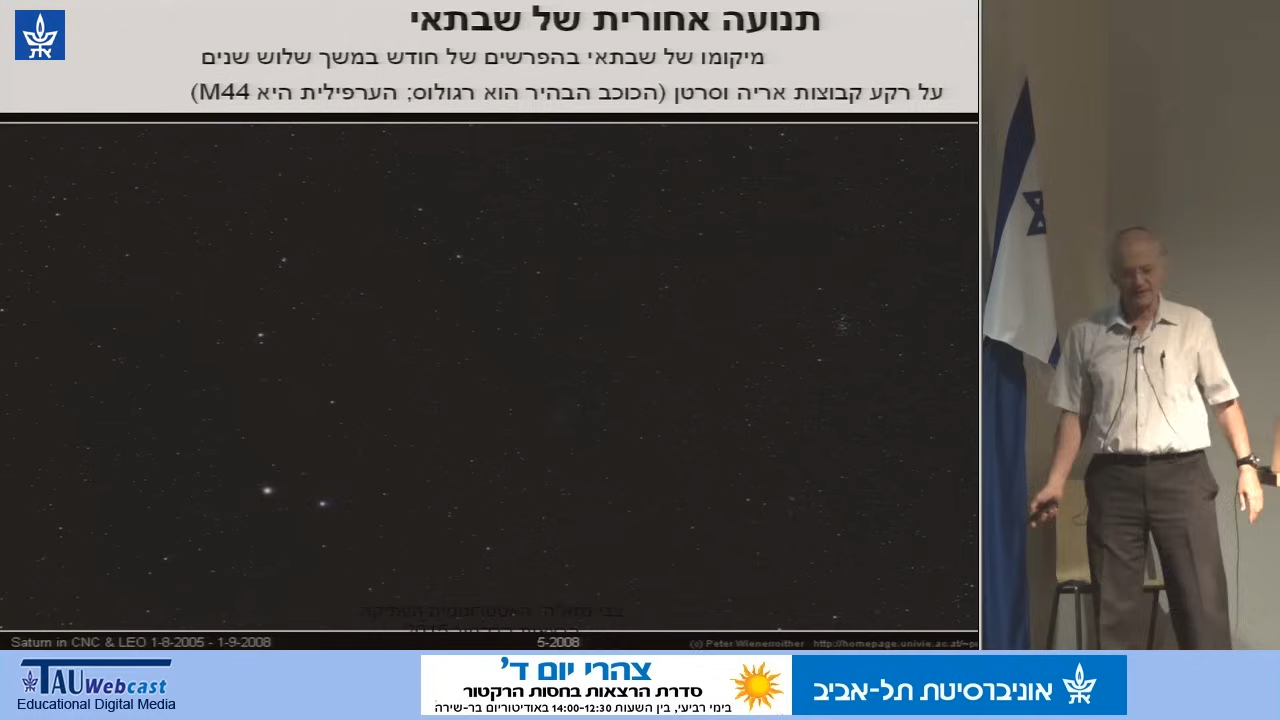 תנועה אחורית של שבתאי
מיקומו של שבתאי בהפרשים של חודש במשך שלוש שנים
על רקע קבוצות אריה וסרטן (הכוכב הבהיר הוא רגולוס; הערפילית היא M44)
Saturn in CNC & LEO 1-8-2005 - 1-9-2008
5-2008
(c) Peter Wienerroither http://homepage.univie.ac.at/~p
TAU Webcast
Educational Digital Media
צהרי יום ד'
סדרת הרצאות בחסות הרקטור
בימי רביעי, בין השעות 14:00-12:30 באודיטוריום בר-שירה
אוניברסיטת תל-אביב